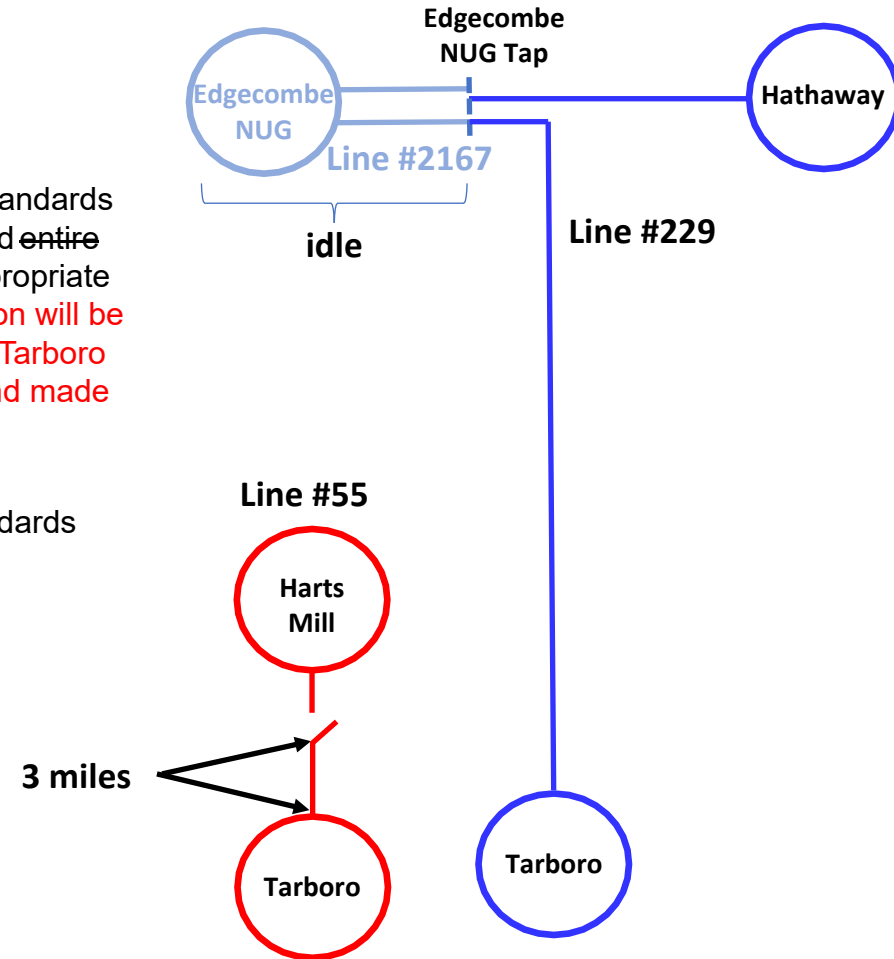 Edgecombe
NUG Tap
Edgecombe
NUG
Hathaway
Line #2167
idle
Line #229
andards
d entire
propriate
on will be
Tarboro
nd made
dards
Line #55
Harts
Mill
3 miles
Tarboro
Tarboro